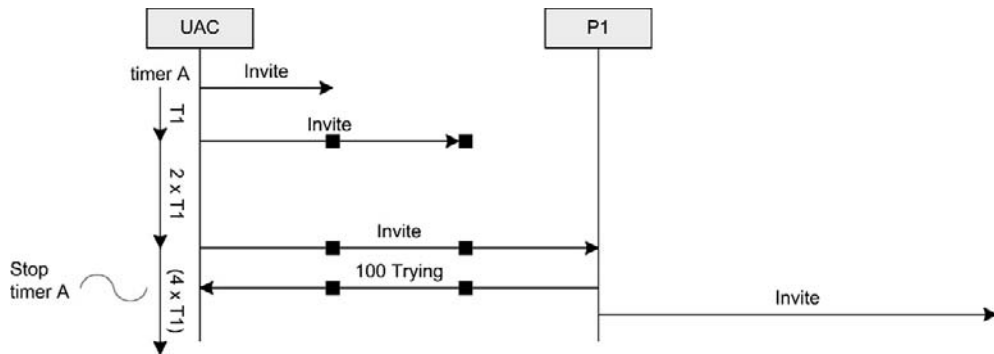 UAC
P1
timer A
Invite
T1
Invite
2 x T1
Invite
100 Trying
Stop
timer A
(4 x T1)
Invite